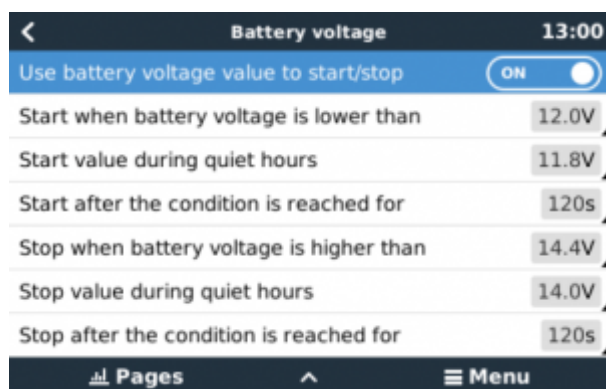 Battery voltage 13:00
Use battery voltage value to start/stop ON
Start when battery voltage is lower than 12.0V
Start value during quiet hours 11.8V
Start after the condition is reached for 120s
Stop when battery voltage is higher than 14.4V
Stop value during quiet hours 14.0V
Stop after the condition is reached for 120s
Pages Menu